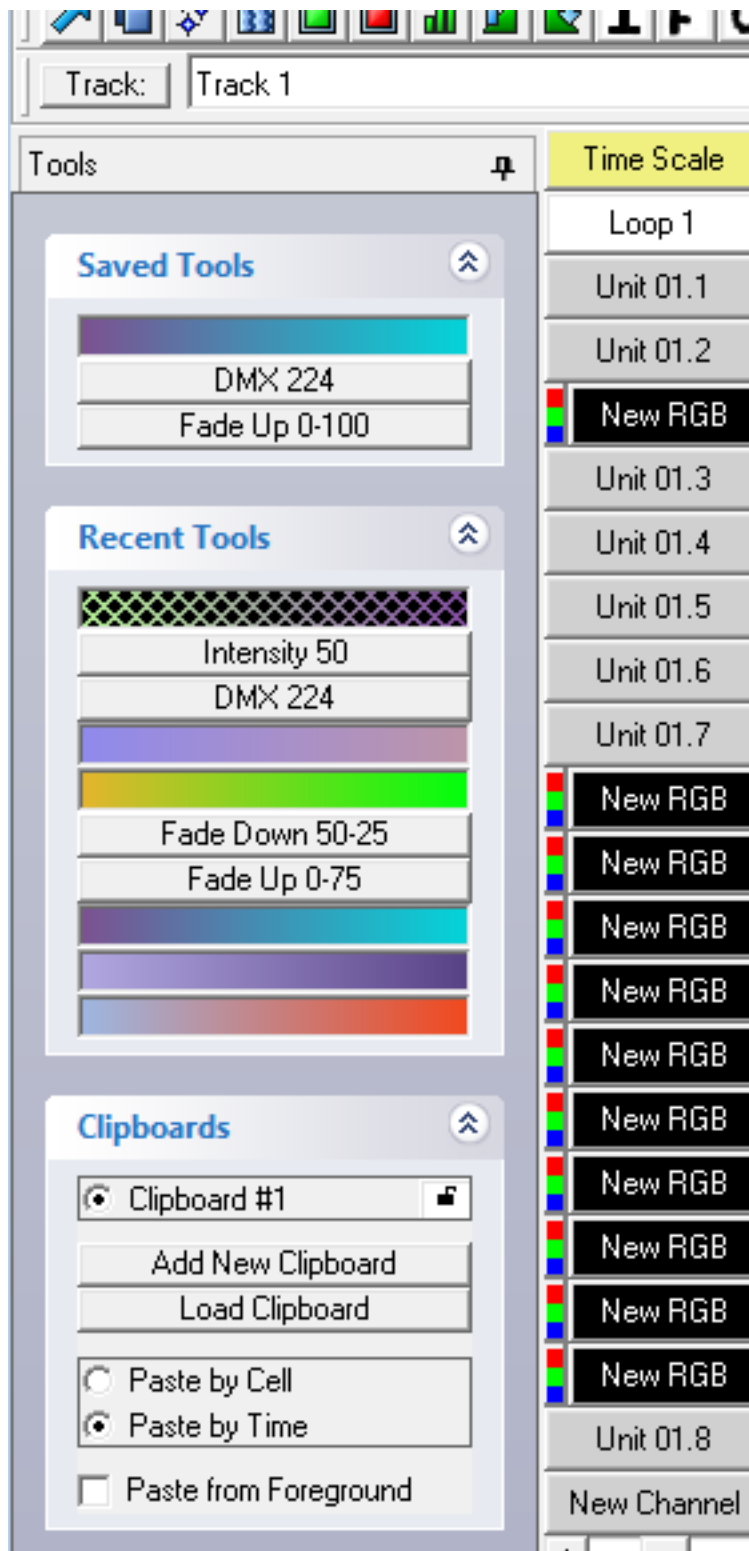 Track:
Track 1
Tools
Saved Tools
DMX 224
Fade Up 0-100
Recent Tools
Intensity 50
DMX 224
Fade Down 50-25
Fade Up 0-75
Clipboards
Clipboard #1
Add New Clipboard
Load Clipboard
Paste by Cell
Paste by Time
Paste from Foreground
Time Scale
Loop 1
Unit 01.1
Unit 01.2
New RGB
Unit 01.3
Unit 01.4
Unit 01.5
Unit 01.6
Unit 01.7
New RGB
New RGB
New RGB
New RGB
New RGB
New RGB
New RGB
New RGB
New RGB
New RGB
Unit 01.8
New Channel